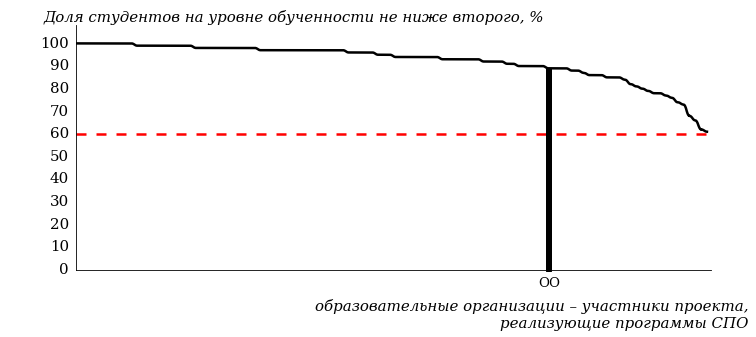 Доля студентов на уровне обученности не ниже второго, %
100
90
80
70
60
50
40
30
20
10
0
ОО
образовательные организации – участники проекта,
реализующие программы СПО